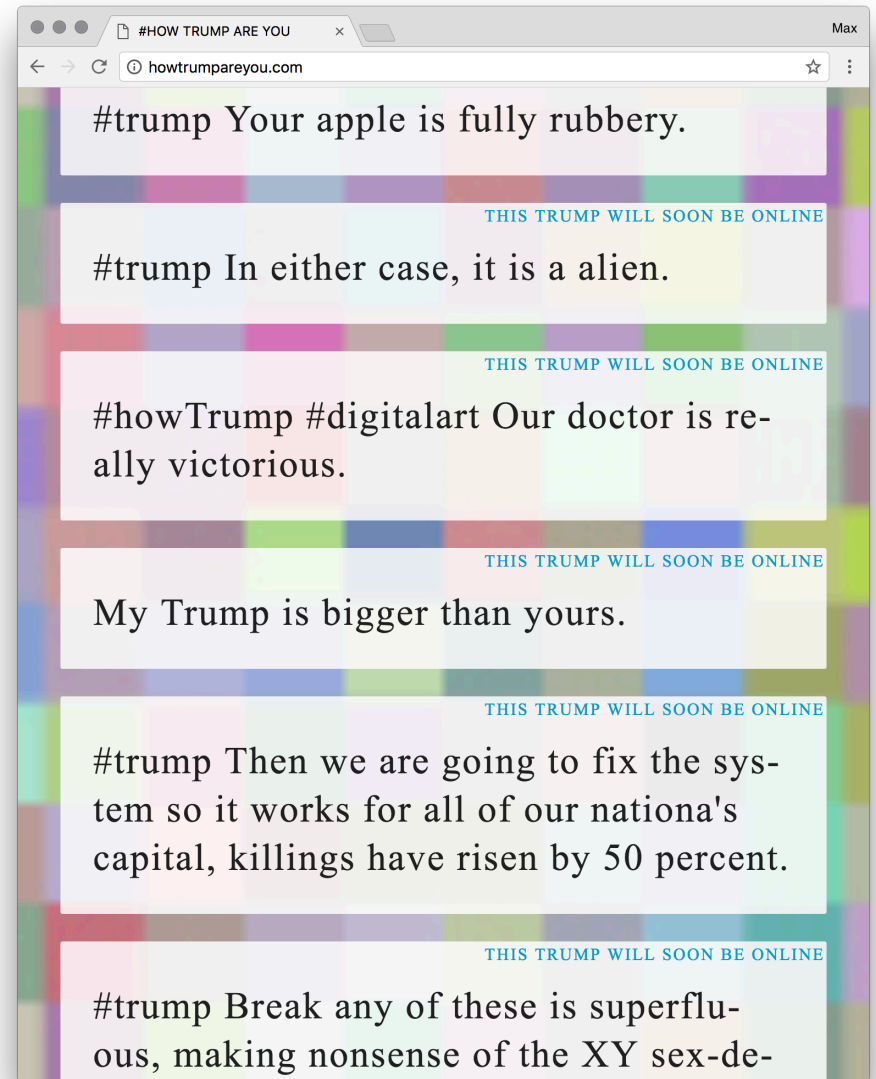 #HOW TRUMP ARE YOU
Max
howtrumpareyou.com
#trump Your apple is fully rubbery.
THIS TRUMP WILL SOON BE ONLINE
#trump In either case, it is a alien.
THIS TRUMP WILL SOON BE ONLINE
#howTrump #digitalart Our doctor is re-
ally victorious.
THIS TRUMP WILL SOON BE ONLINE
My Trump is bigger than yours.
THIS TRUMP WILL SOON BE ONLINE
#trump Then we are going to fix the sys-
tem so it works for all of our nationa's
capital, killings have risen by 50 percent.
THIS TRUMP WILL SOON BE ONLINE
#trump Break any of these is superflu-
ous, making nonsense of the XY sex-de-